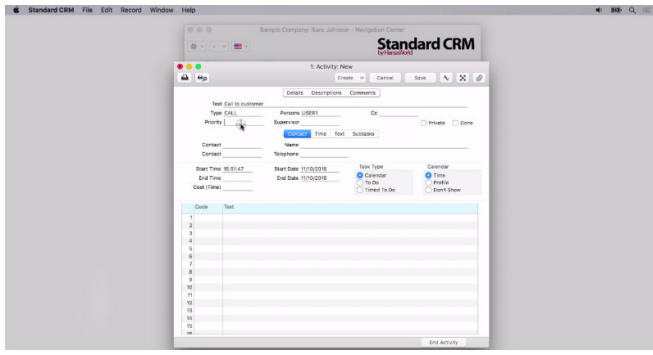 Standard CRM File Edit Record Window Help
Sample Company: Sara Johnson - Navigation Center
Standard CRM
by HansaWorld
1: Activity: New
Create Cancel Save
Details Descriptions Comments
Text Call to customer
Type CALL Persons USER1 Cc
Priority Supervisor Private Done
Contact Time Text Subtasks
Contact Name
Contact Telephone
Start Time 16:51:47 Start Date 11/10/2016 Task Type Calendar
End Time End Date 11/10/2016 Calendar Time
Cost (Time) To Do Profile
Timed To Do Don't Show
Code Text
1
2
3
4
5
6
7
8
9
10
11
12
13
14
15
16
End Activity